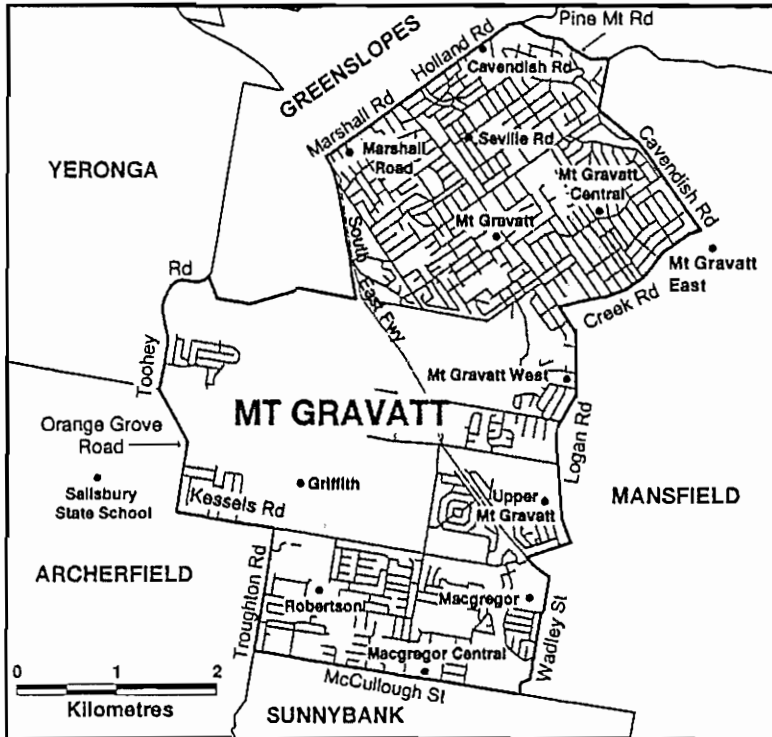 Pine Mt Rd
GREENSLOPES
Holland Rd
Cavendish Rd
Marshall Rd
Marshall
Road
Seville Rd
YERONGA
Mt Gravatt
Central
Cavendish Rd
Mt Gravatt
South
East Fwy
Mt Gravatt
East
Rd
Creek Rd
Toohey
Mt Gravatt West
MT GRAVATT
Orange Grove
Road
Logan Rd
Salisbury
State School
Griffith
Kessels Rd
Upper
Mt Gravatt
MANSFIELD
ARCHERFIELD
Troughton Rd
Robertson
Macgregor
Wadley St
Macgregor Central
0 1 2
Kilometres
McCullough St
SUNNYBANK